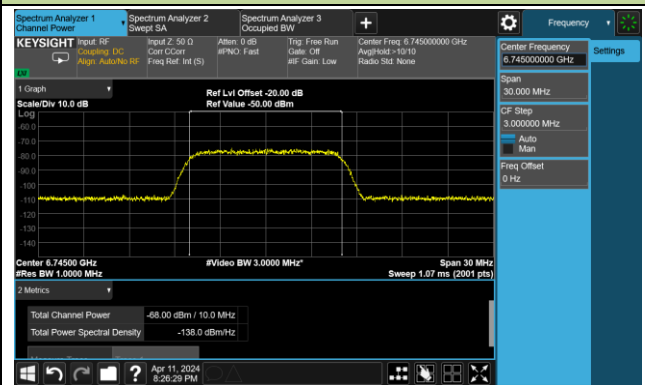 Spectrum Analyzer 1
Channel Power
Spectrum Analyzer 2
Swept SA
Spectrum Analyzer 3
Occupied BW
Frequency
KEYSIGHT
Input: RF
Coupling: DC
Align: Auto/No RF
Input Z: 50 Ω
Corr CCorr
Freq Ref: Int (S)
Atten: 0 dB
#PNO: Fast
Trig: Free Run
Gate: Off
#IF Gain: Low
Center Freq: 6.745000000 GHz
Avg|Hold:>10/10
Radio Std: None
LXI
Center Frequency
6.745000000 GHz
Settings
Span
30.000 MHz
CF Step
3.000000 MHz
Auto
Man
Freq Offset
0 Hz
1 Graph
Scale/Div 10.0 dB
Ref Lvl Offset -20.00 dB
Ref Value -50.00 dBm
Log
-60.0
-70.0
-80.0
-90.0
-100
-110
-120
-130
-140
Center 6.74500 GHz
#Video BW 3.0000 MHz*
Span 30 MHz
#Res BW 1.0000 MHz
Sweep 1.07 ms (2001 pts)
2 Metrics
Total Channel Power -68.00 dBm / 10.0 MHz
Total Power Spectral Density -138.0 dBm/Hz
Apr 11, 2024
8:26:29 PM